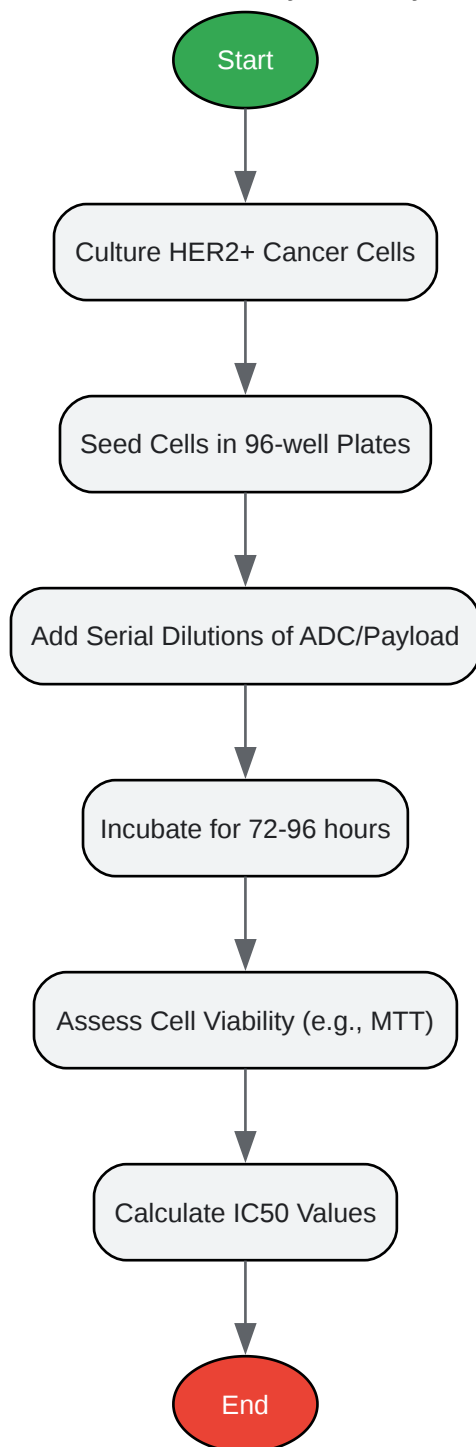 Start
Culture HER2+ Cancer Cells
Seed Cells in 96-well Plates
Add Serial Dilutions of ADC/Payload
Incubate for 72-96 hours
Assess Cell Viability (e.g., MTT)
Calculate IC50 Values
End